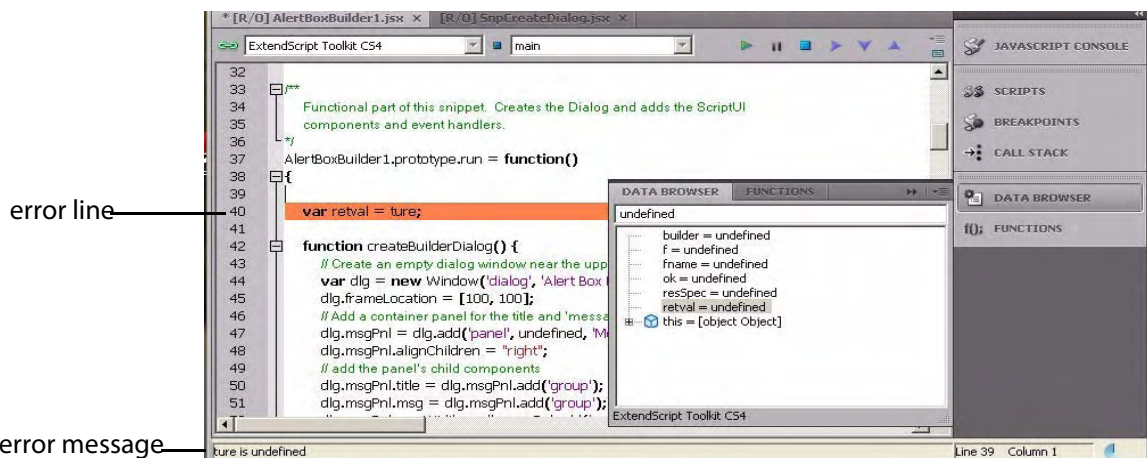 * [R/O] AlertBoxBuilder1.jsx × [R/O] SnpCreateDialog.jsx ×
ExtendScript Toolkit CS4 main
32
33 /**
34 Functional part of this snippet. Creates the Dialog and adds the ScriptUI
35 components and event handlers.
36 */
37 AlertBoxBuilder1.prototype.run = function()
38 {
39
error line
40 var retval = ture;
41
42 function createBuilderDialog() {
43 // Create an empty dialog window near the upp
44 var dlg = new Window('dialog', 'Alert Box
45 dlg.frameLocation = [100, 100];
46 // Add a container panel for the title and 'messa
47 dlg.msgPnl = dlg.add('panel', undefined, 'M
48 dlg.msgPnl.alignChildren = "right";
49 // add the panel's child components
50 dlg.msgPnl.title = dlg.msgPnl.add('group');
51 dlg.msgPnl.msg = dlg.msgPnl.add('group');
DATA BROWSER FUNCTIONS
undefined
builder = undefined
f = undefined
fname = undefined
ok = undefined
resSpec = undefined
retval = undefined
this = [object Object]
ExtendScript Toolkit CS4
JAVASCRIPT CONSOLE
SCRIPTS
BREAKPOINTS
CALL STACK
DATA BROWSER
f(); FUNCTIONS
error message
ture is undefined
Line 39 Column 1